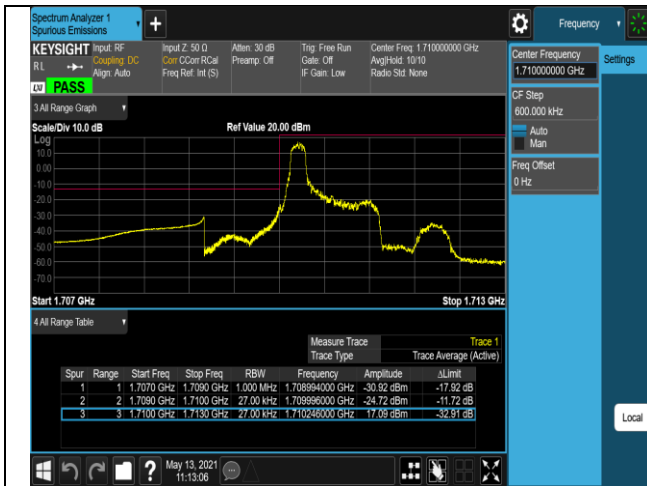 Spectrum Analyzer 1
Spurious Emissions
Frequency
KEYSIGHT
RL
Input: RF
Coupling: DC
Align: Auto
Input Z: 50 Ω
Corr CCorr RCal
Freq Ref: Int (S)
Atten: 30 dB
Preamp: Off
Trig: Free Run
Gate: Off
IF Gain: Low
Center Freq: 1.710000000 GHz
Avg|Hold: 10/10
Radio Std: None
LXI
PASS
Center Frequency
1.710000000 GHz
Settings
CF Step
600.000 kHz
Auto
Man
Freq Offset
0 Hz
3 All Range Graph
Scale/Div 10.0 dB
Ref Value 20.00 dBm
Log
10.0
0.00
-10.0
-20.0
-30.0
-40.0
-50.0
-60.0
-70.0
Start 1.707 GHz
Stop 1.713 GHz
4 All Range Table
Measure Trace Trace 1
Trace Type Trace Average (Active)
Spur Range Start Freq Stop Freq RBW Frequency Amplitude ΔLimit
1 1 1.7070 GHz 1.7090 GHz 1.000 MHz 1.708994000 GHz -30.92 dBm -17.92 dB
2 2 1.7090 GHz 1.7100 GHz 27.00 kHz 1.709996000 GHz -24.72 dBm -11.72 dB
3 3 1.7100 GHz 1.7130 GHz 27.00 kHz 1.710246000 GHz 17.09 dBm -32.91 dB
Local
?
May 13, 2021
11:13:06